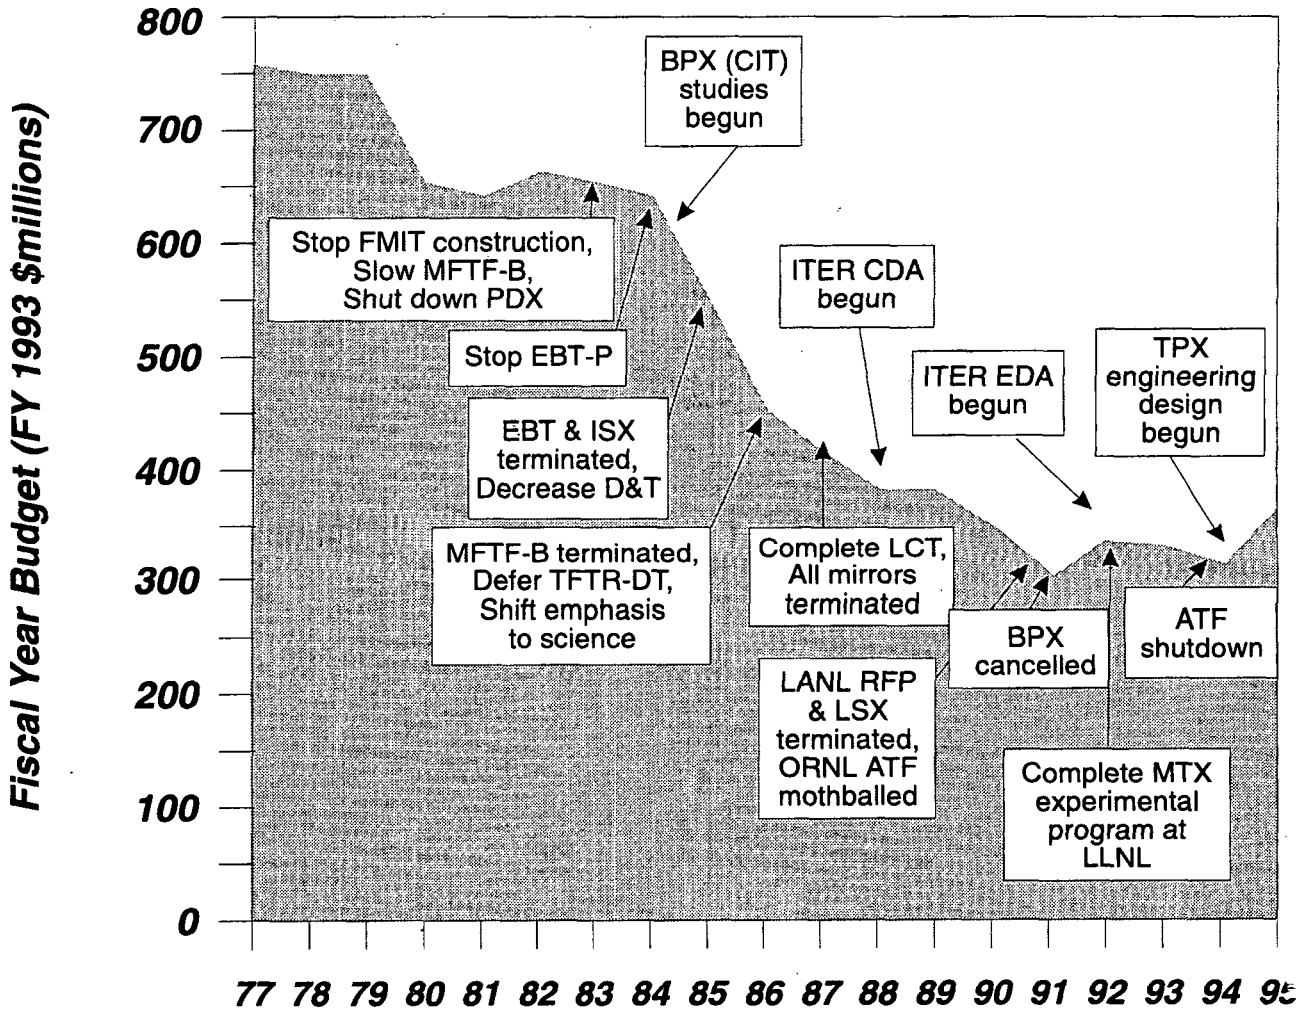 Fiscal Year Budget (FY 1993 $millions)
800
700
600
500
400
300
200
100
0
BPX (CIT)
studies
begun
Stop FMIT construction,
Slow MFTF-B,
Shut down PDX
Stop EBT-P
EBT & ISX
terminated,
Decrease D&T
MFTF-B terminated,
Defer TFTR-DT,
Shift emphasis
to science
ITER CDA
begun
Complete LCT,
All mirrors
terminated
LANL RFP
& LSX
terminated,
ORNL ATF
mothballed
ITER EDA
begun
BPX
cancelled
TPX
engineering
design
begun
ATF
shutdown
Complete MTX
experimental
program at
LLNL
77 78 79 80 81 82 83 84 85 86 87 88 89 90 91 92 93 94 95